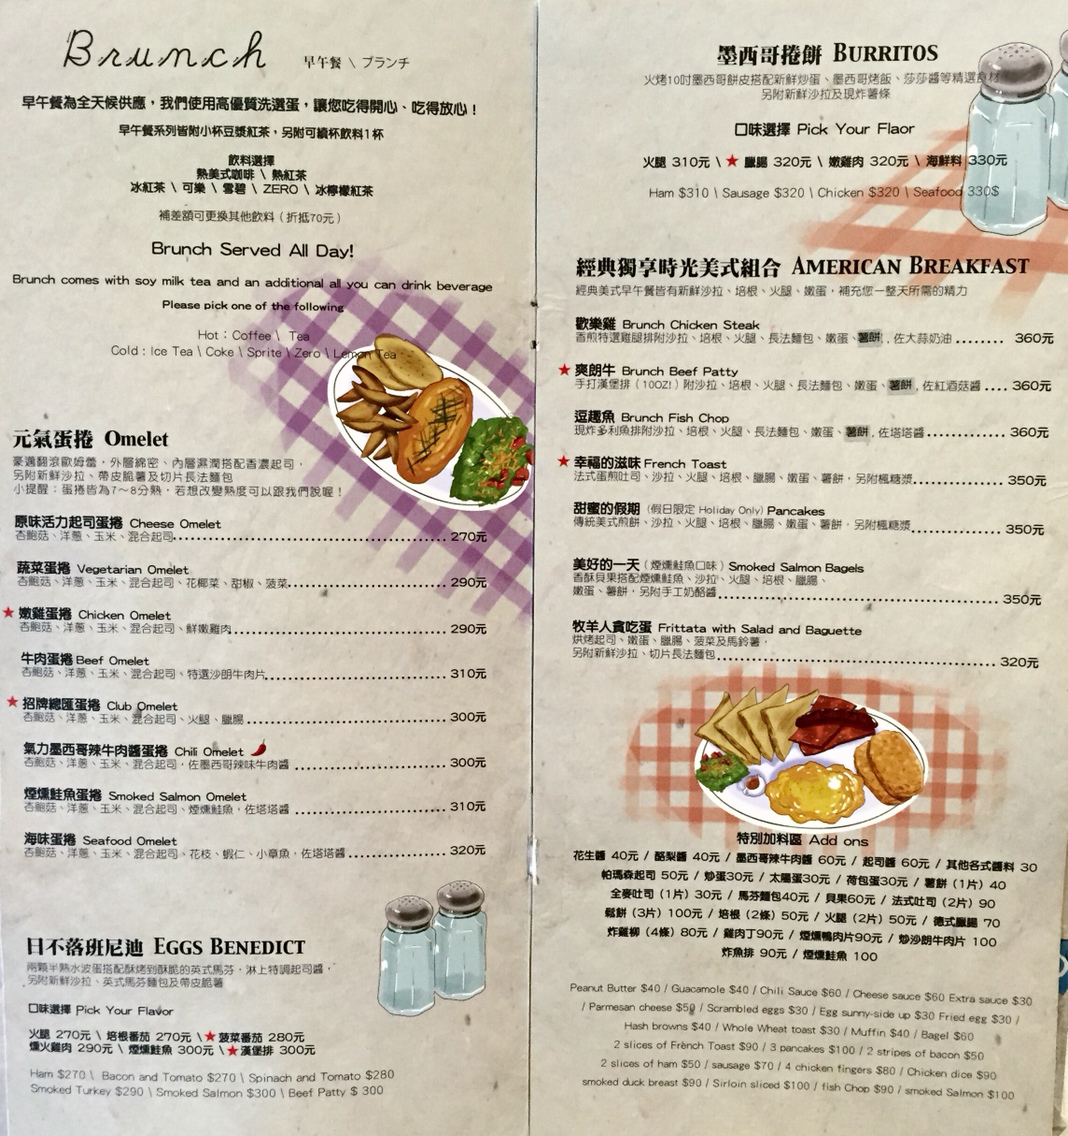 Brunch 早午餐 \ ブランチ
早午餐為全天候供應，我們使用高優質洗選蛋，讓您吃得開心、吃得放心！
早午餐系列皆附小杯豆漿紅茶，另附可續杯飲料1杯
飲料選擇
熱美式咖啡 \ 熱紅茶
冰紅茶 \ 可樂 \ 雪碧 \ ZERO \ 冰檸檬紅茶
補差額可更換其他飲料（折抵70元）
Brunch Served All Day!
Brunch comes with soy milk tea and an additional all you can drink beverage
Please pick one of the following
Hot : Coffee \ Tea
Cold : Ice Tea \ Coke \ Sprite \ Zero \ Lemon Tea
元氣蛋捲 Omelet
豪邁翻滾歐姆蕾，外層綿密、內層濕潤搭配香濃起司，
另附新鮮沙拉、帶皮脆薯及切片長法麵包
小提醒：蛋捲皆為7～8分熟，若想改變熟度可以跟我們說喔！
原味活力起司蛋捲 Cheese Omelet
杏鮑菇、洋蔥、玉米、混合起司 270元
蔬菜蛋捲 Vegetarian Omelet
杏鮑菇、洋蔥、玉米、混合起司、花椰菜、甜椒、菠菜 290元
★ 嫩雞蛋捲 Chicken Omelet
杏鮑菇、洋蔥、玉米、混合起司、鮮嫩雞肉 290元
牛肉蛋捲 Beef Omelet
杏鮑菇、洋蔥、玉米、混合起司、特選沙朗牛肉片 310元
★ 招牌總匯蛋捲 Club Omelet
杏鮑菇、洋蔥、玉米、混合起司、火腿、臘腸 300元
氣力墨西哥辣牛肉醬蛋捲 Chili Omelet
杏鮑菇、洋蔥、玉米、混合起司，佐墨西哥辣味牛肉醬 300元
煙燻鮭魚蛋捲 Smoked Salmon Omelet
杏鮑菇、洋蔥、玉米、混合起司、煙燻鮭魚，佐塔塔醬 310元
海味蛋捲 Seafood Omelet
杏鮑菇、洋蔥、玉米、混合起司、花枝、蝦仁、小章魚，佐塔塔醬 320元
日不落班尼迪 EGGS BENEDICT
兩顆半熟水波蛋搭配酥烤到酥脆的英式馬芬，淋上特調起司醬，
另附新鮮沙拉、英式馬芬麵包及帶皮脆薯
口味選擇 Pick Your Flavor
火腿 270元 \ 培根番茄 270元 \ ★ 菠菜番茄 280元
燻火雞肉 290元 \ 煙燻鮭魚 300元 \ ★ 漢堡排 300元
Ham $270 \ Bacon and Tomato $270 \ Spinach and Tomato $280
Smoked Turkey $290 \ Smoked Salmon $300 \ Beef Patty $ 300
墨西哥捲餅 BURRITOS
火烤10吋墨西哥餅皮搭配新鮮炒蛋、墨西哥烤飯、莎莎醬等精選食材
另附新鮮沙拉及現炸薯條
口味選擇 Pick Your Flaor
火腿 310元 \ ★ 臘腸 320元 \ 嫩雞肉 320元 \ 海鮮料 330元
Ham $310 \ Sausage $320 \ Chicken $320 \ Seafood 330$
經典獨享時光美式組合 AMERICAN BREAKFAST
經典美式早午餐皆有新鮮沙拉、培根、火腿、嫩蛋，補充您一整天所需的精力
歡樂雞 Brunch Chicken Steak
香煎特選雞腿排附沙拉、培根、火腿、長法麵包、嫩蛋、薯餅，佐大蒜奶油 360元
★ 爽朗牛 Brunch Beef Patty
手打漢堡排（10OZ!）附沙拉、培根、火腿、長法麵包、嫩蛋、薯餅，佐紅酒菇醬 360元
逗趣魚 Brunch Fish Chop
現炸多利魚排附沙拉、培根、火腿、長法麵包、嫩蛋、薯餅，佐塔塔醬 360元
★ 幸福的滋味 French Toast
法式蛋煎吐司、沙拉、火腿、培根、臘腸、嫩蛋、薯餅，另附楓糖漿 350元
甜蜜的假期（假日限定 Holiday Only）Pancakes
傳統美式煎餅、沙拉、火腿、培根、臘腸、嫩蛋、薯餅，另附楓糖漿 350元
美好的一天（煙燻鮭魚口味）Smoked Salmon Bagels
香酥貝果搭配煙燻鮭魚、沙拉、火腿、培根、臘腸、
嫩蛋、薯餅，另附手工奶酪醬 350元
牧羊人貪吃蛋 Frittata with Salad and Baguette
烘烤起司、嫩蛋、臘腸、菠菜及馬鈴薯，
另附新鮮沙拉、切片長法麵包 320元
特別加料區 Add ons
花生醬 40元 / 酪梨醬 40元 / 墨西哥辣牛肉醬 60元 / 起司醬 60元 / 其他各式醬料 30
帕瑪森起司 50元 / 炒蛋30元 / 太陽蛋30元 / 荷包蛋30元 / 薯餅（1片）40
全麥吐司（1片）30元 / 馬芬麵包40元 / 貝果60元 / 法式吐司（2片）90
鬆餅（3片）100元 / 培根（2條）50元 / 火腿（2片）50元 / 德式臘腸 70
炸雞柳（4條）80元 / 雞肉丁90元 / 煙燻鴨肉片90元 / 炒沙朗牛肉片 100
炸魚排 90元 / 煙燻鮭魚 100
Peanut Butter $40 / Guacamole $40 / Chili Sauce $60 / Cheese sauce $60 Extra sauce $30
/ Parmesan cheese $50 / Scrambled eggs $30 / Egg sunny-side up $30 Fried egg $30 /
Hash browns $40 / Whole Wheat toast $30 / Muffin $40 / Bagel $60
2 slices of French Toast $90 / 3 pancakes $100 / 2 stripes of bacon $50
2 slices of ham $50 / sausage $70 / 4 chicken fingers $80 / Chicken dice $90
smoked duck breast $90 / Sirloin sliced $100 / fish Chop $90 / smoked Salmon $100